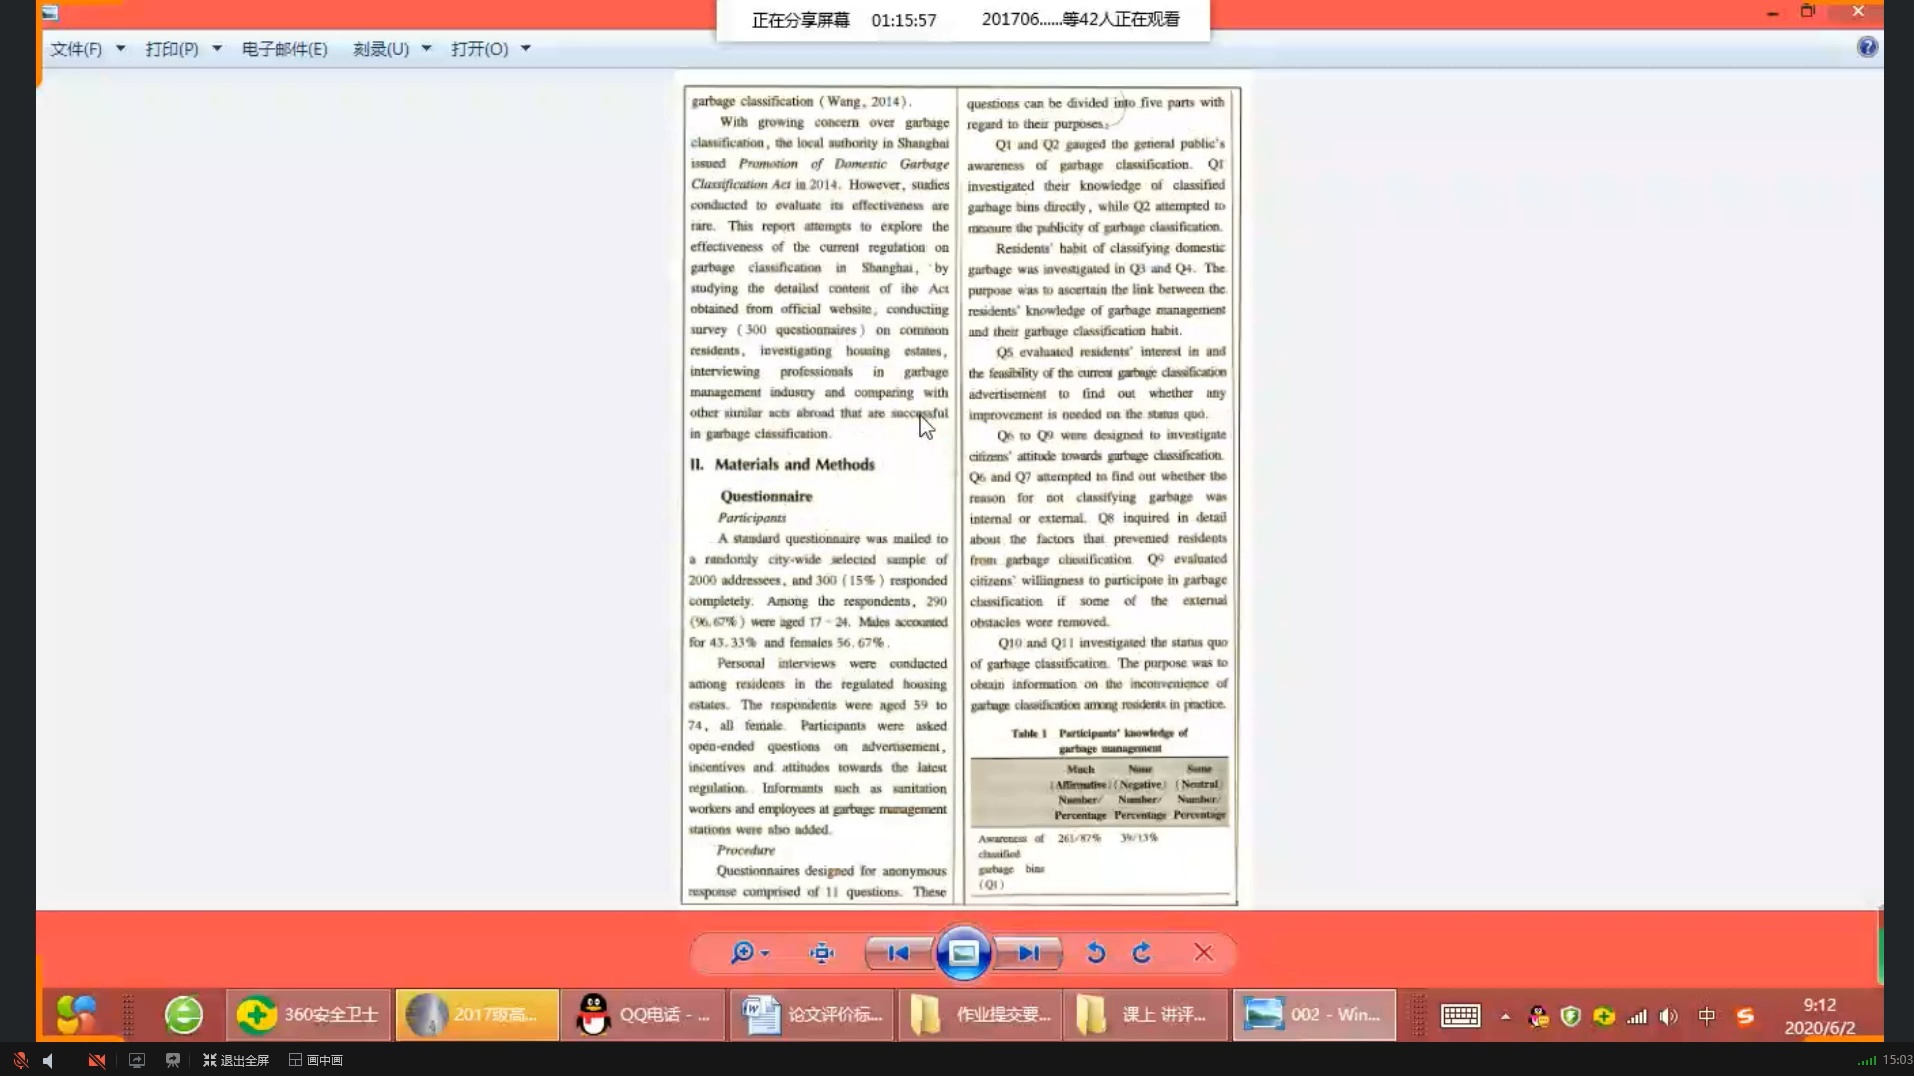 正在分享屏幕 01:15:57 201706......等42人正在观看
文件(F) 打印(P) 电子邮件(E) 刻录(U) 打开(O)
garbage classification (Wang, 2014).
With growing concern over garbage
classification, the local authority in Shanghai
issued Promotion of Domestic Garbage
Classification Act in 2014. However, studies
conducted to evaluate its effectiveness are
rare. This report attempts to explore the
effectiveness of the current regulation on
garbage classification in Shanghai, by
studying the detailed content of the Act
obtained from official website, conducting
survey (300 questionnaires) on common
residents, investigating housing estates,
interviewing professionals in garbage
management industry and comparing with
other similar acts abroad that are successful
in garbage classification.
II. Materials and Methods
Questionnaire
Participants
A standard questionnaire was mailed to
a randomly city-wide selected sample of
2000 addressees, and 300 (15%) responded
completely. Among the respondents, 290
(96.67%) were aged 17-24. Males accounted
for 43.33% and females 56.67%.
Personal interviews were conducted
among residents in the regulated housing
estates. The respondents were aged 59 to
74, all female. Participants were asked
open-ended questions on advertisement,
incentives and attitudes towards the latest
regulation. Informants such as sanitation
workers and employees at garbage management
stations were also added.
Procedure
Questionnaires designed for anonymous
response comprised of 11 questions. These
questions can be divided into five parts with
regard to their purposes.
Q1 and Q2 gauged the general public's
awareness of garbage classification. Q1
investigated their knowledge of classified
garbage bins directly, while Q2 attempted to
measure the publicity of garbage classification.
Residents' habit of classifying domestic
garbage was investigated in Q3 and Q4. The
purpose was to ascertain the link between the
residents' knowledge of garbage management
and their garbage classification habit.
Q5 evaluated residents' interest in and
the feasibility of the current garbage classification
advertisement to find out whether any
improvement is needed on the status quo.
Q6 to Q9 were designed to investigate
citizens' attitude towards garbage classification.
Q6 and Q7 attempted to find out whether the
reason for not classifying garbage was
internal or external. Q8 inquired in detail
about the factors that prevented residents
from garbage classification. Q9 evaluated
citizens' willingness to participate in garbage
classification if some of the external
obstacles were removed.
Q10 and Q11 investigated the status quo
of garbage classification. The purpose was to
obtain information on the inconvenience of
garbage classification among residents in practice.
Table 1 Participants' knowledge of
garbage management
Much None Some
(Affirmative) (Negative) (Neutral)
Number/ Number/ Number/
Percentage Percentage Percentage
Awareness of 261/87% 39/13%
classified
garbage bins
(Q1)
360安全卫士 2017级高... QQ电话 - ... 论文评价标... 作业提交要... 课上 讲评... 002 - Win... 中 9:12
2020/6/2
退出全屏 画中画 15:03